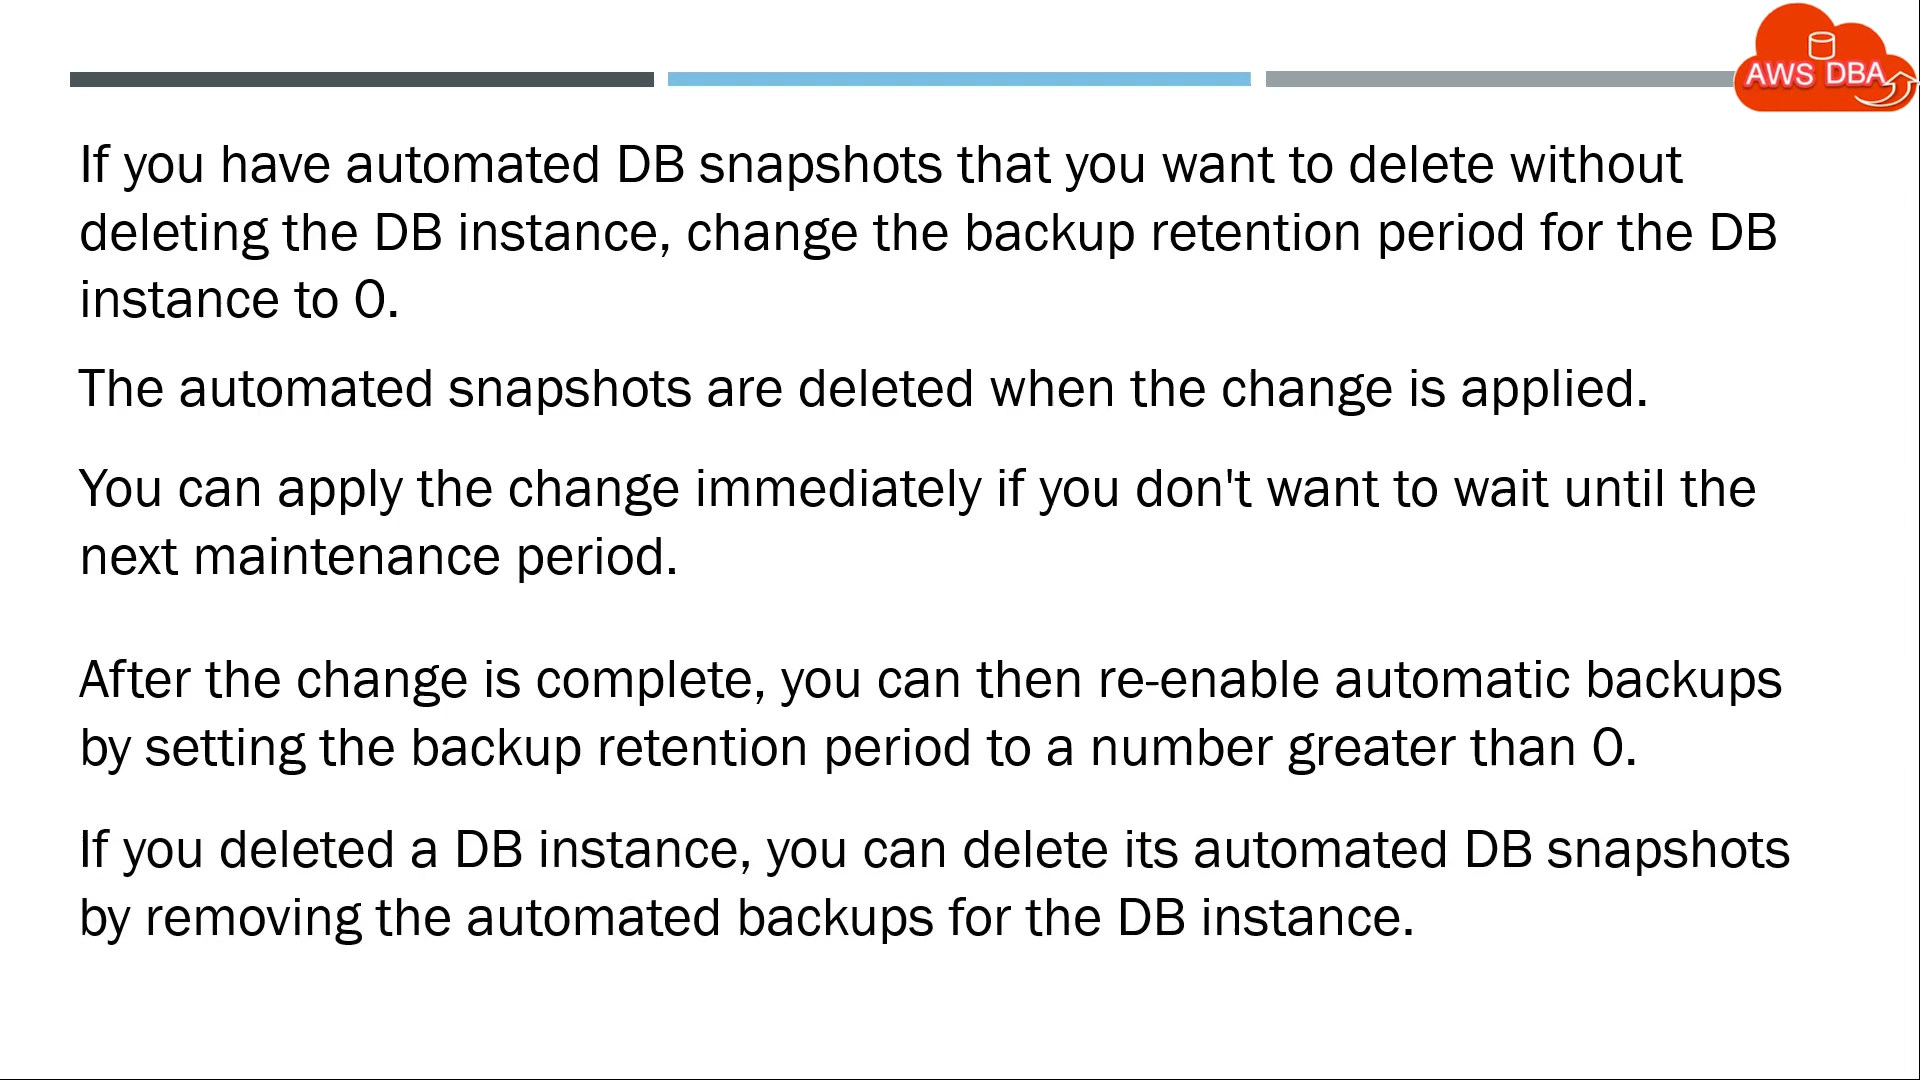 AWS DBA
If you have automated DB snapshots that you want to delete without
deleting the DB instance, change the backup retention period for the DB
instance to 0.
The automated snapshots are deleted when the change is applied.
You can apply the change immediately if you don't want to wait until the
next maintenance period.
After the change is complete, you can then re-enable automatic backups
by setting the backup retention period to a number greater than 0.
If you deleted a DB instance, you can delete its automated DB snapshots
by removing the automated backups for the DB instance.